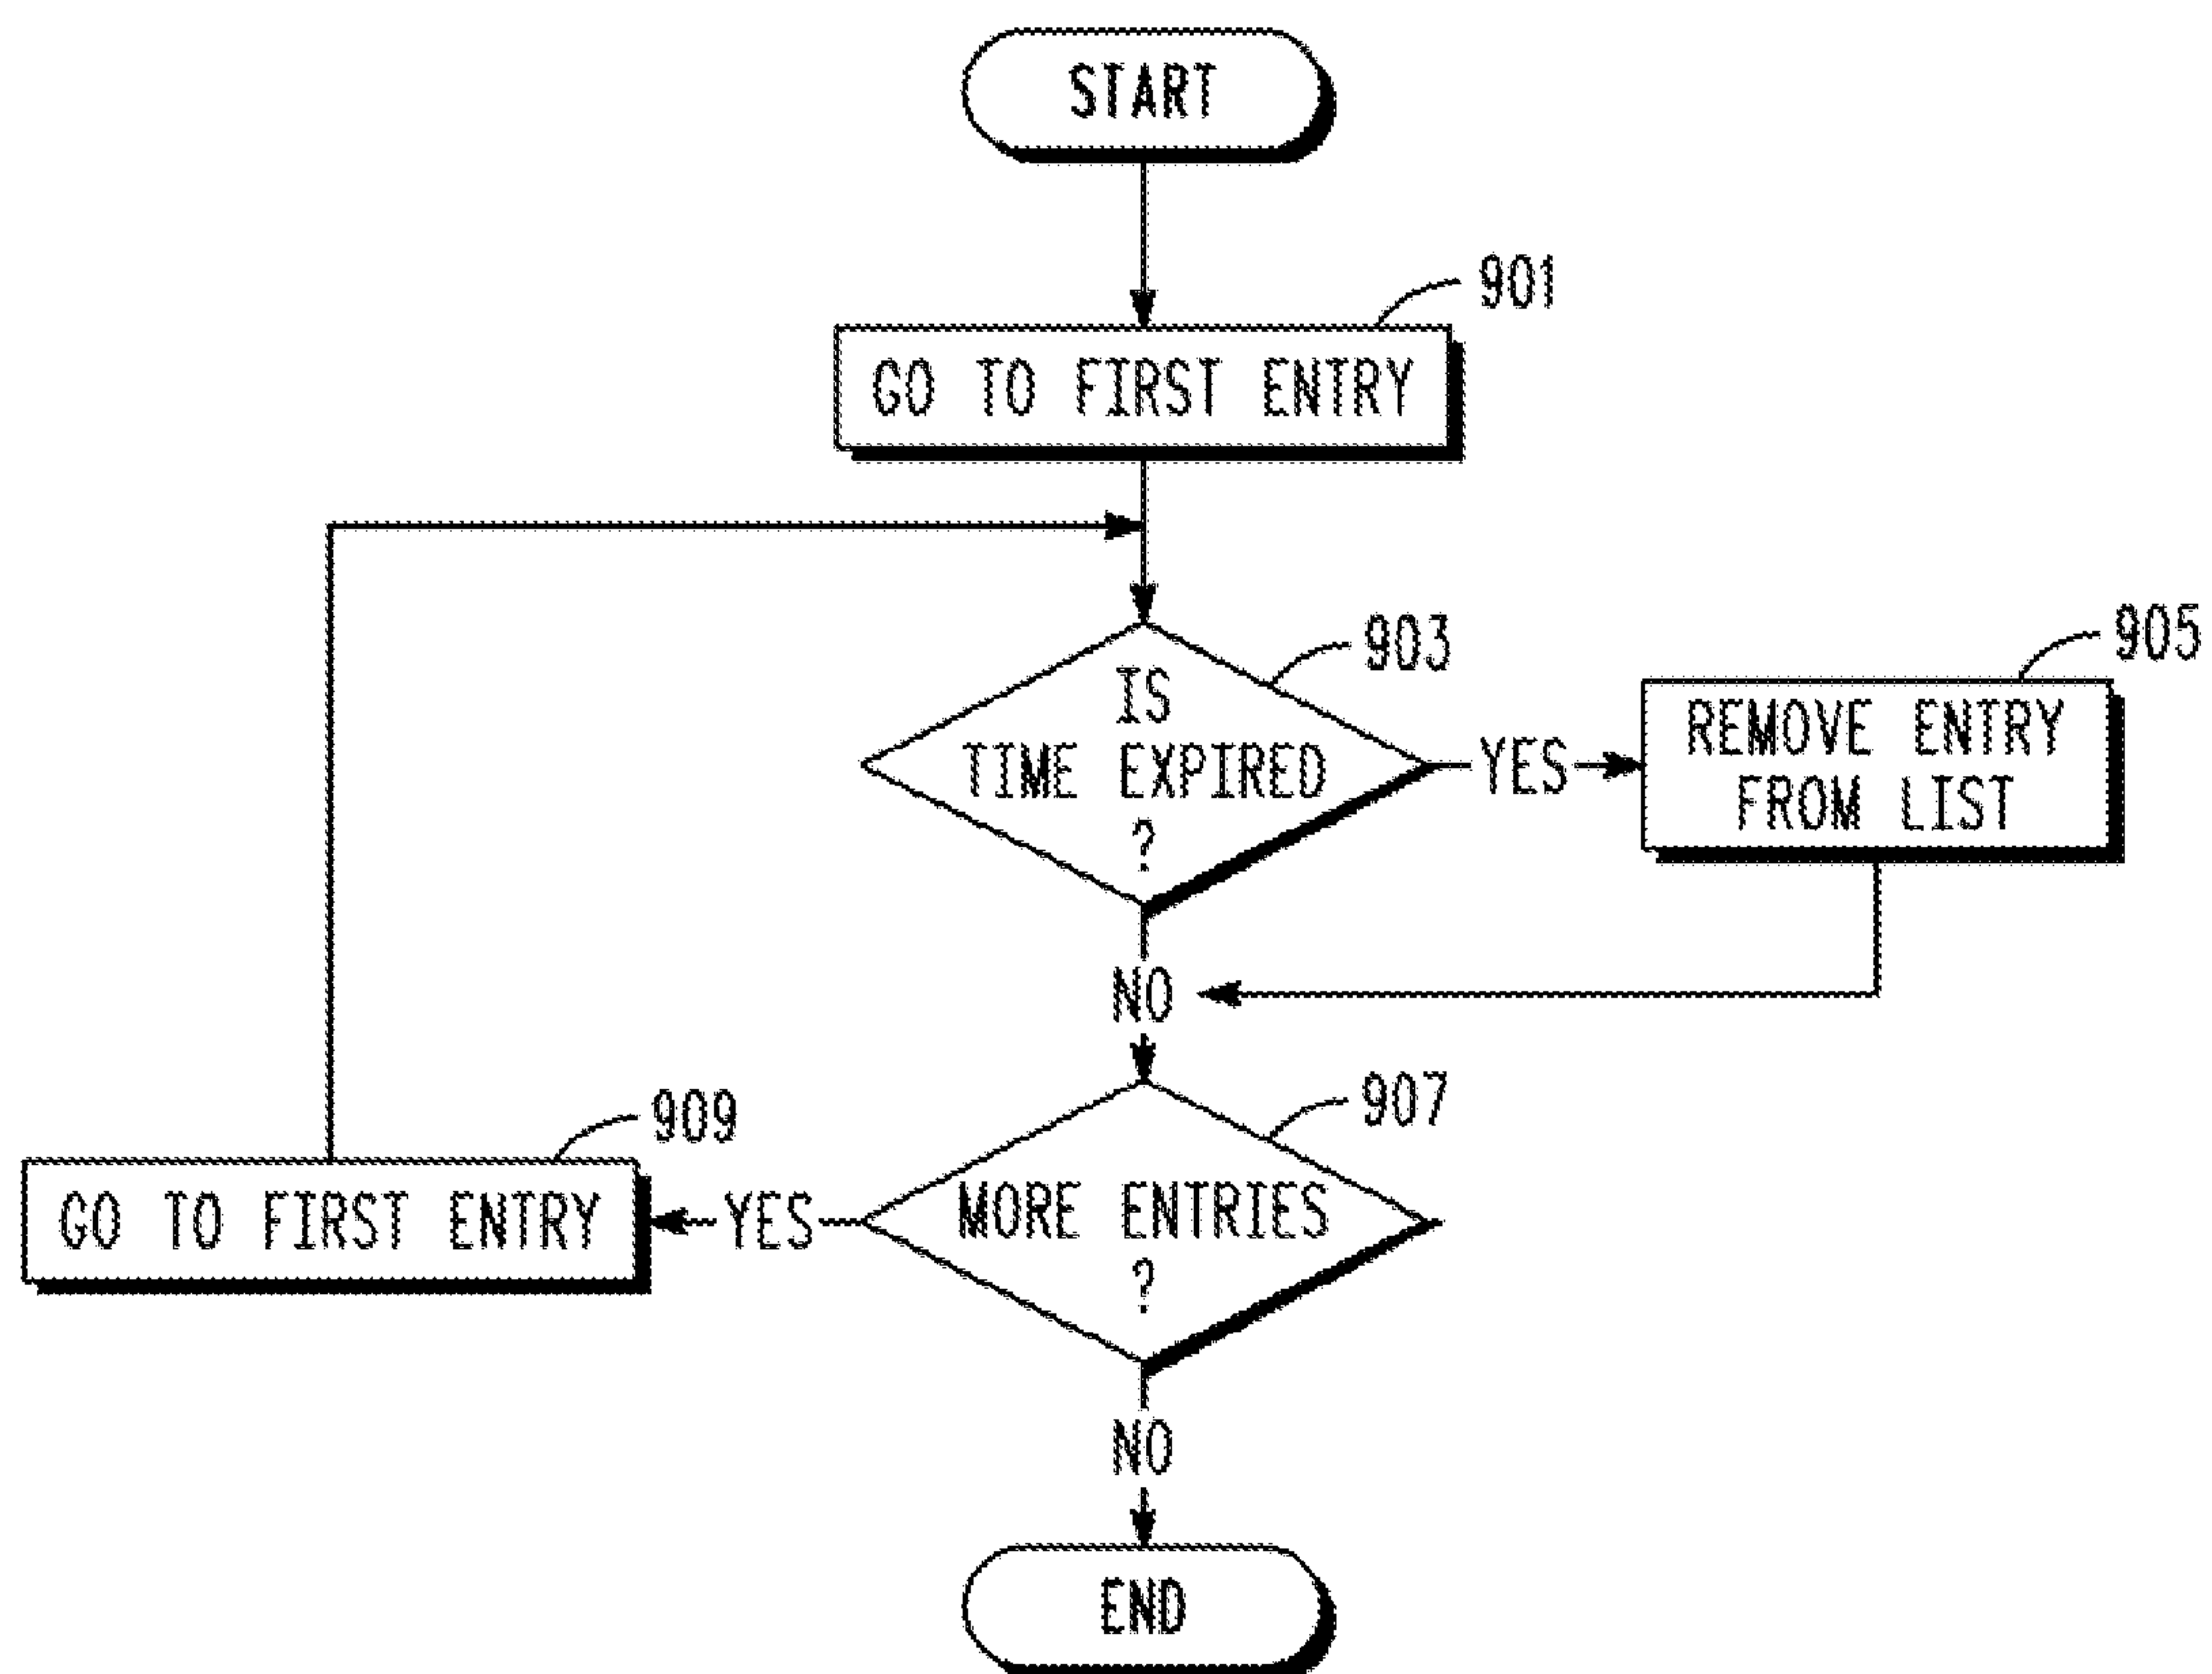 START
901
GO TO FIRST ENTRY
903
IS
TIME EXPIRED
?
YES
905
REMOVE ENTRY
FROM LIST
NO
907
MORE ENTRIES
?
YES
909
GO TO FIRST ENTRY
NO
END